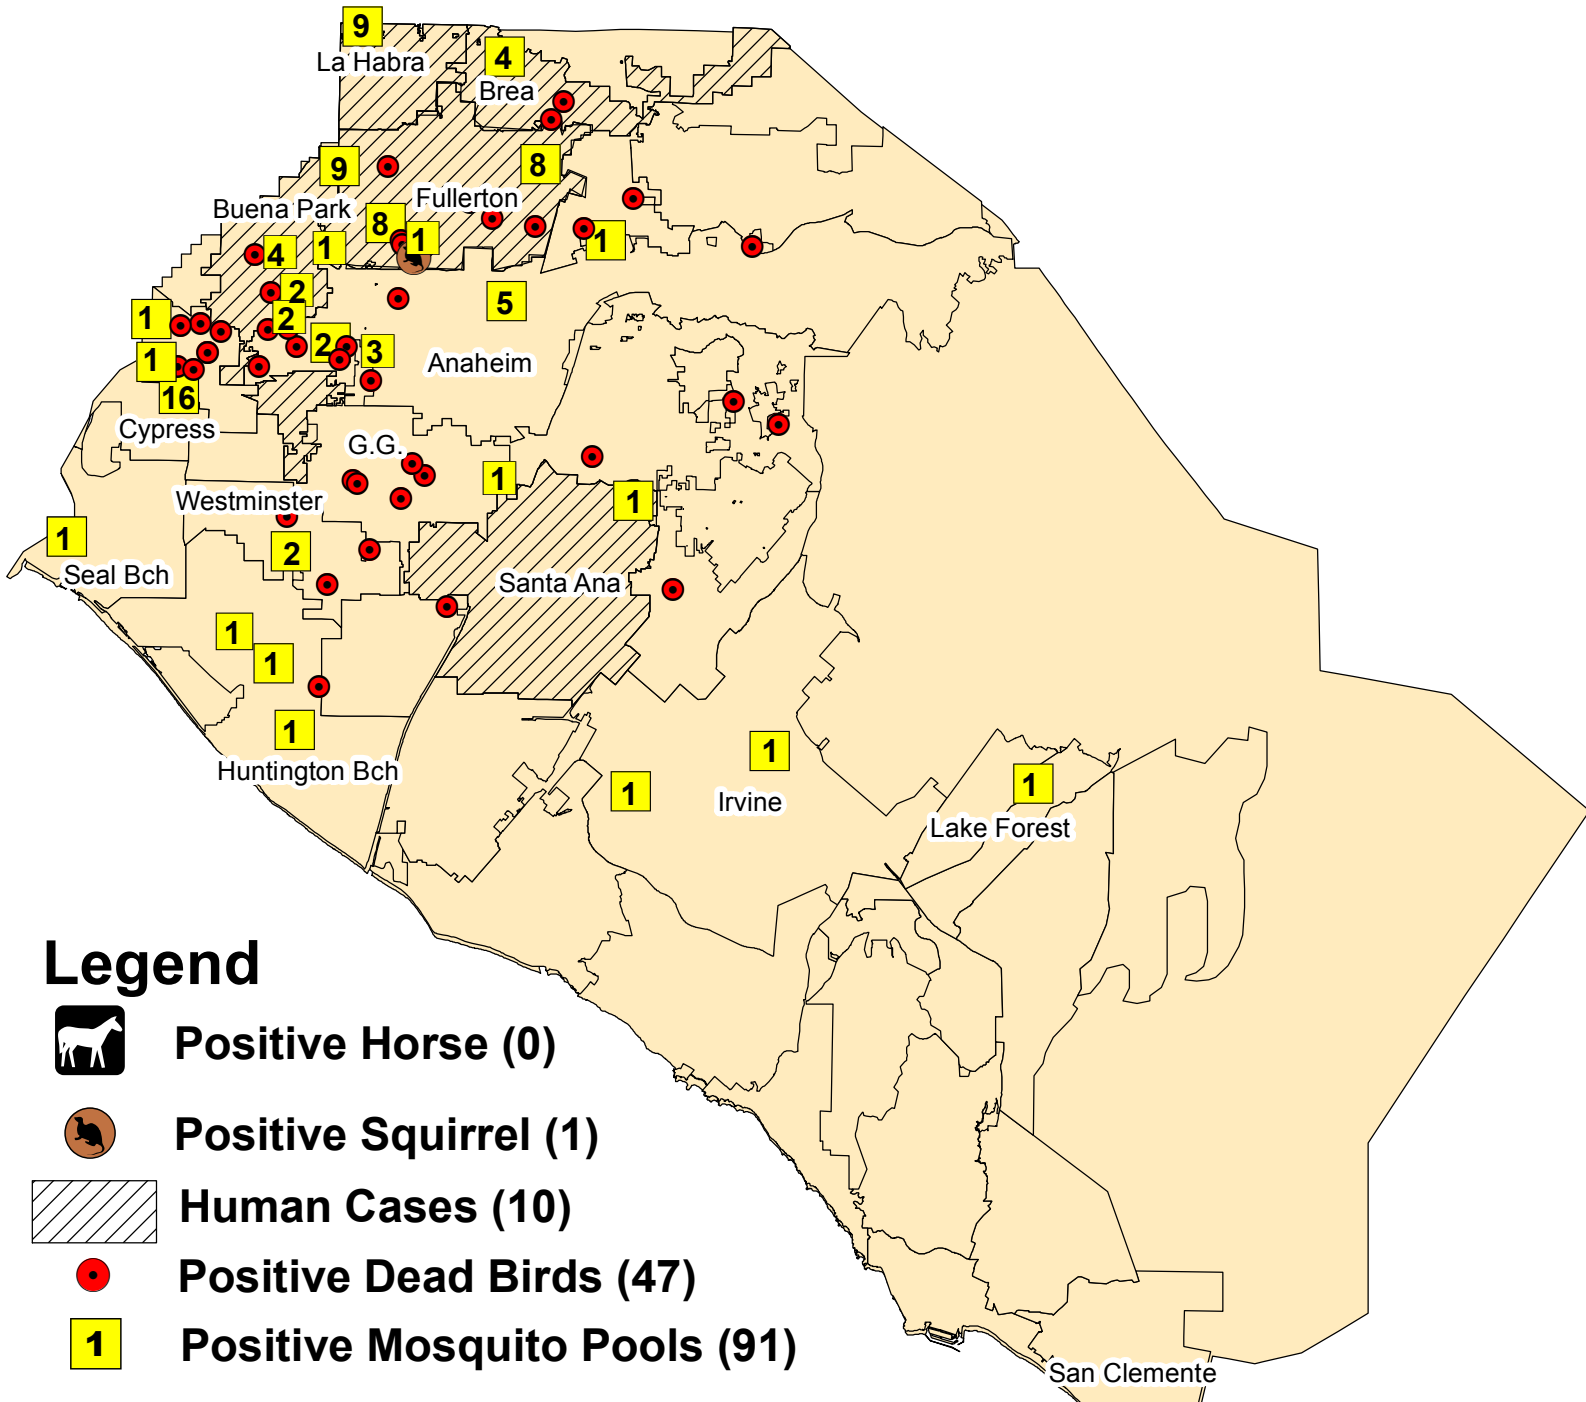 9
La Habra
4
Brea
9
8
Fullerton
Buena Park
8
1
1
1
4
2
5
1
2
2
3
Anaheim
1
16
Cypress
G.G.
1
Westminster
1
1
2
Seal Bch
Santa Ana
1
1
1
Huntington Bch
1
1
Irvine
1
Lake Forest
Legend
Positive Horse (0)
Positive Squirrel (1)
Human Cases (10)
Positive Dead Birds (47)
1
Positive Mosquito Pools (91)
San Clemente